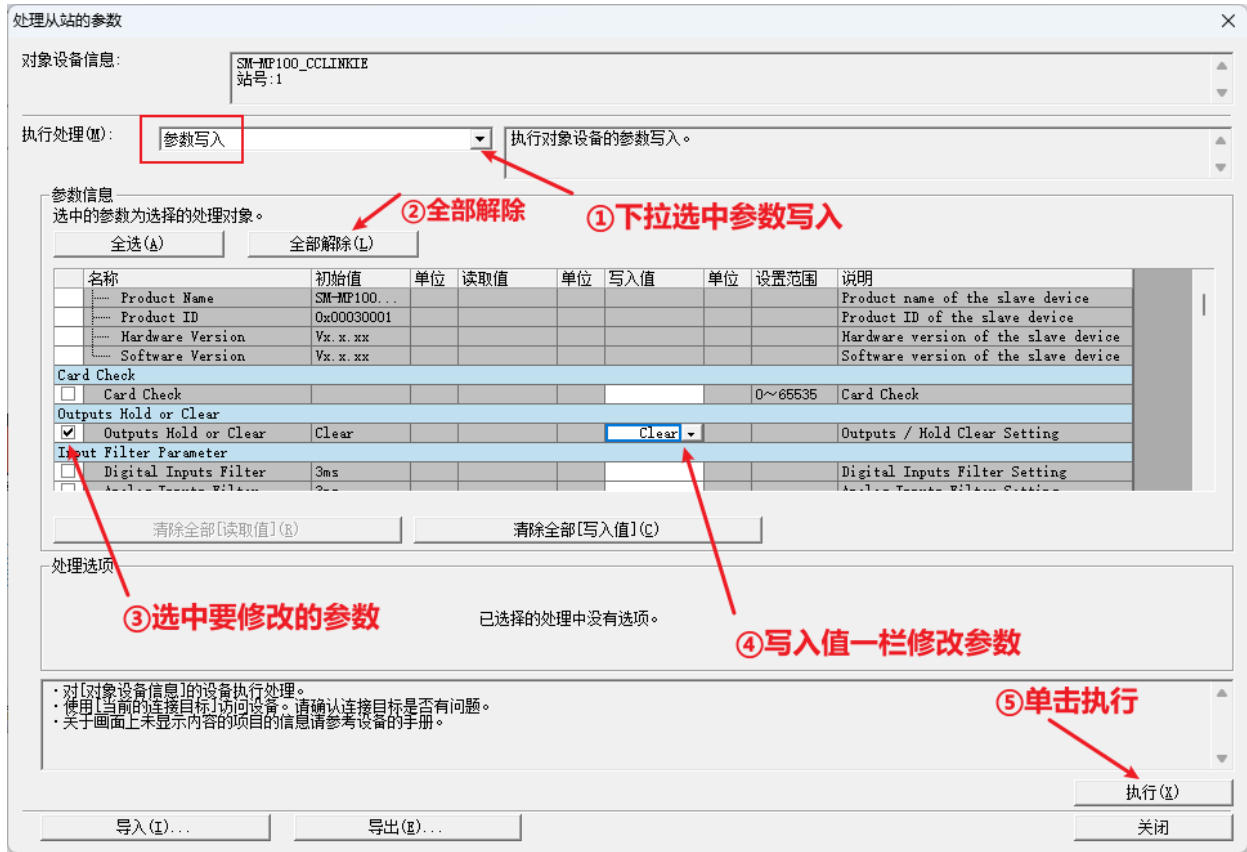 处理从站的参数
对象设备信息:
SM-MP100_CCLINKIE
站号:1
执行处理(M):
参数写入
执行对象设备的参数写入。
参数信息
选中的参数为选择的处理对象。
②全部解除
①下拉选中参数写入
全选(A)
全部解除(L)
名称 初始值 单位 读取值 单位 写入值 单位 设置范围 说明
Product Name SM-MP100... Product name of the slave device
Product ID 0x00030001 Product ID of the slave device
Hardware Version Vx.x.xx Hardware version of the slave device
Software Version Vx.x.xx Software version of the slave device
Card Check
Card Check 0～65535 Card Check
Outputs Hold or Clear
Outputs Hold or Clear Clear Clear Outputs / Hold Clear Setting
Input Filter Parameter
Digital Inputs Filter 3ms Digital Inputs Filter Setting
清除全部[读取值](R)
清除全部[写入值](C)
处理选项
③选中要修改的参数
已选择的处理中没有选项。
④写入值一栏修改参数
·对[对象设备信息]的设备执行处理。
·使用[当前的连接目标]访问设备。请确认连接目标是否有问题。
·关于画面上未显示内容的项目的信息请参考设备的手册。
⑤单击执行
执行(X)
导入(I)...
导出(E)...
关闭